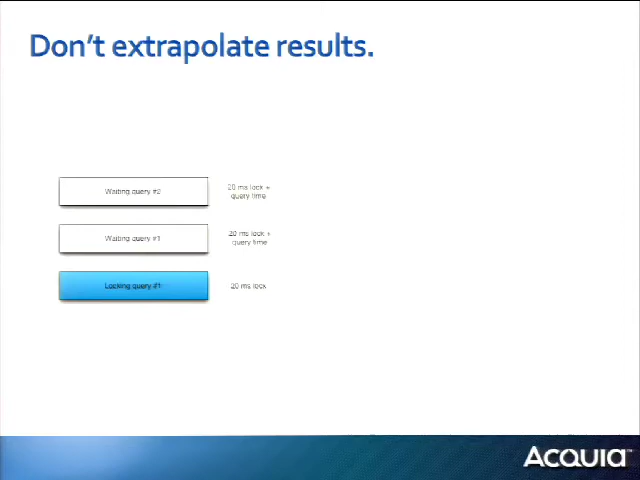 Don't extrapolate results.
Waiting query #2
20 ms lock +
query time
Waiting query #1
20 ms lock +
query time
Locking query #1
20 ms lock
ACQUIA™